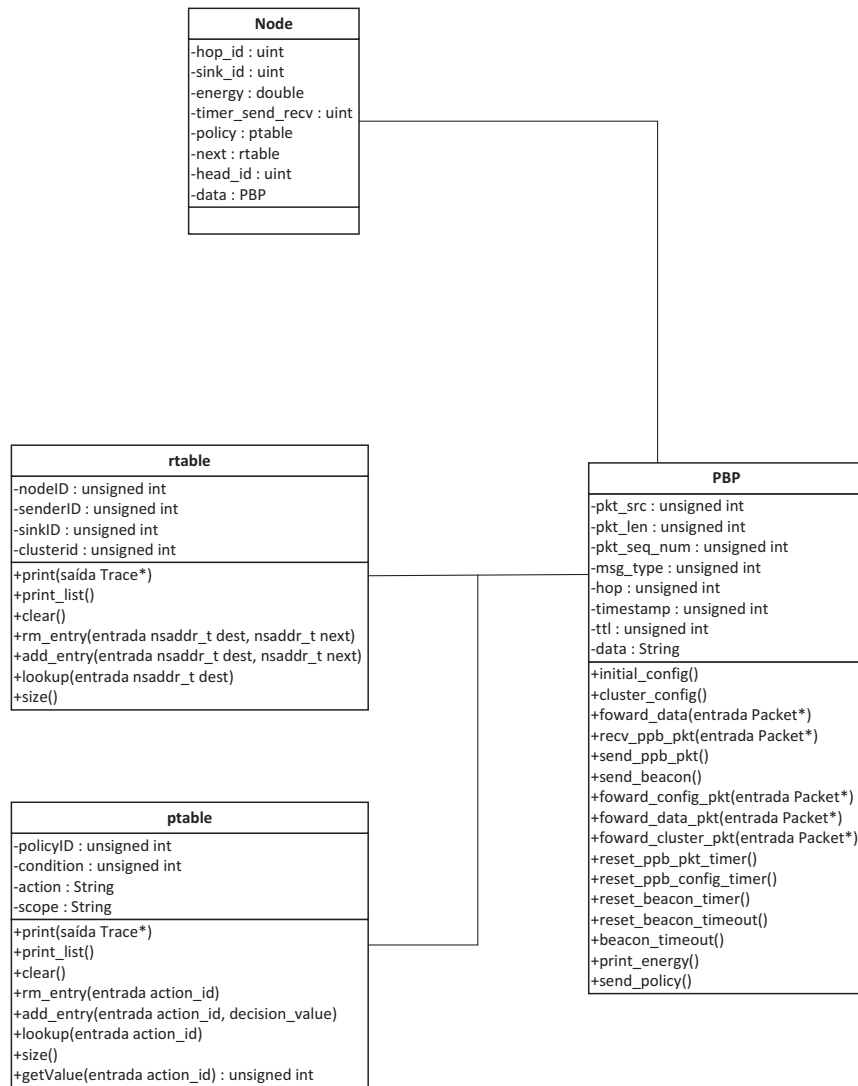 Node
-hop_id : uint
-sink_id : uint
-energy : double
-timer_send_recv : uint
-policy : ptable
-next : rtable
-head_id : uint
-data : PBP
rtable
-nodeID : unsigned int
-senderID : unsigned int
-sinkID : unsigned int
-clusterid : unsigned int
+print(saída Trace*)
+print_list()
+clear()
+rm_entry(entrada nsaddr_t dest, nsaddr_t next)
+add_entry(entrada nsaddr_t dest, nsaddr_t next)
+lookup(entrada nsaddr_t dest)
+size()
PBP
-pkt_src : unsigned int
-pkt_len : unsigned int
-pkt_seq_num : unsigned int
-msg_type : unsigned int
-hop : unsigned int
-timestamp : unsigned int
-ttl : unsigned int
-data : String
+initial_config()
+cluster_config()
+foward_data(entrada Packet*)
+recv_ppb_pkt(entrada Packet*)
+send_ppb_pkt()
+send_beacon()
+foward_config_pkt(entrada Packet*)
+foward_data_pkt(entrada Packet*)
+foward_cluster_pkt(entrada Packet*)
+reset_ppb_pkt_timer()
+reset_ppb_config_timer()
+reset_beacon_timer()
+reset_beacon_timeout()
+beacon_timeout()
+print_energy()
+send_policy()
ptable
-policyID : unsigned int
-condition : unsigned int
-action : String
-scope : String
+print(saída Trace*)
+print_list()
+clear()
+rm_entry(entrada action_id)
+add_entry(entrada action_id, decision_value)
+lookup(entrada action_id)
+size()
+getValue(entrada action_id) : unsigned int